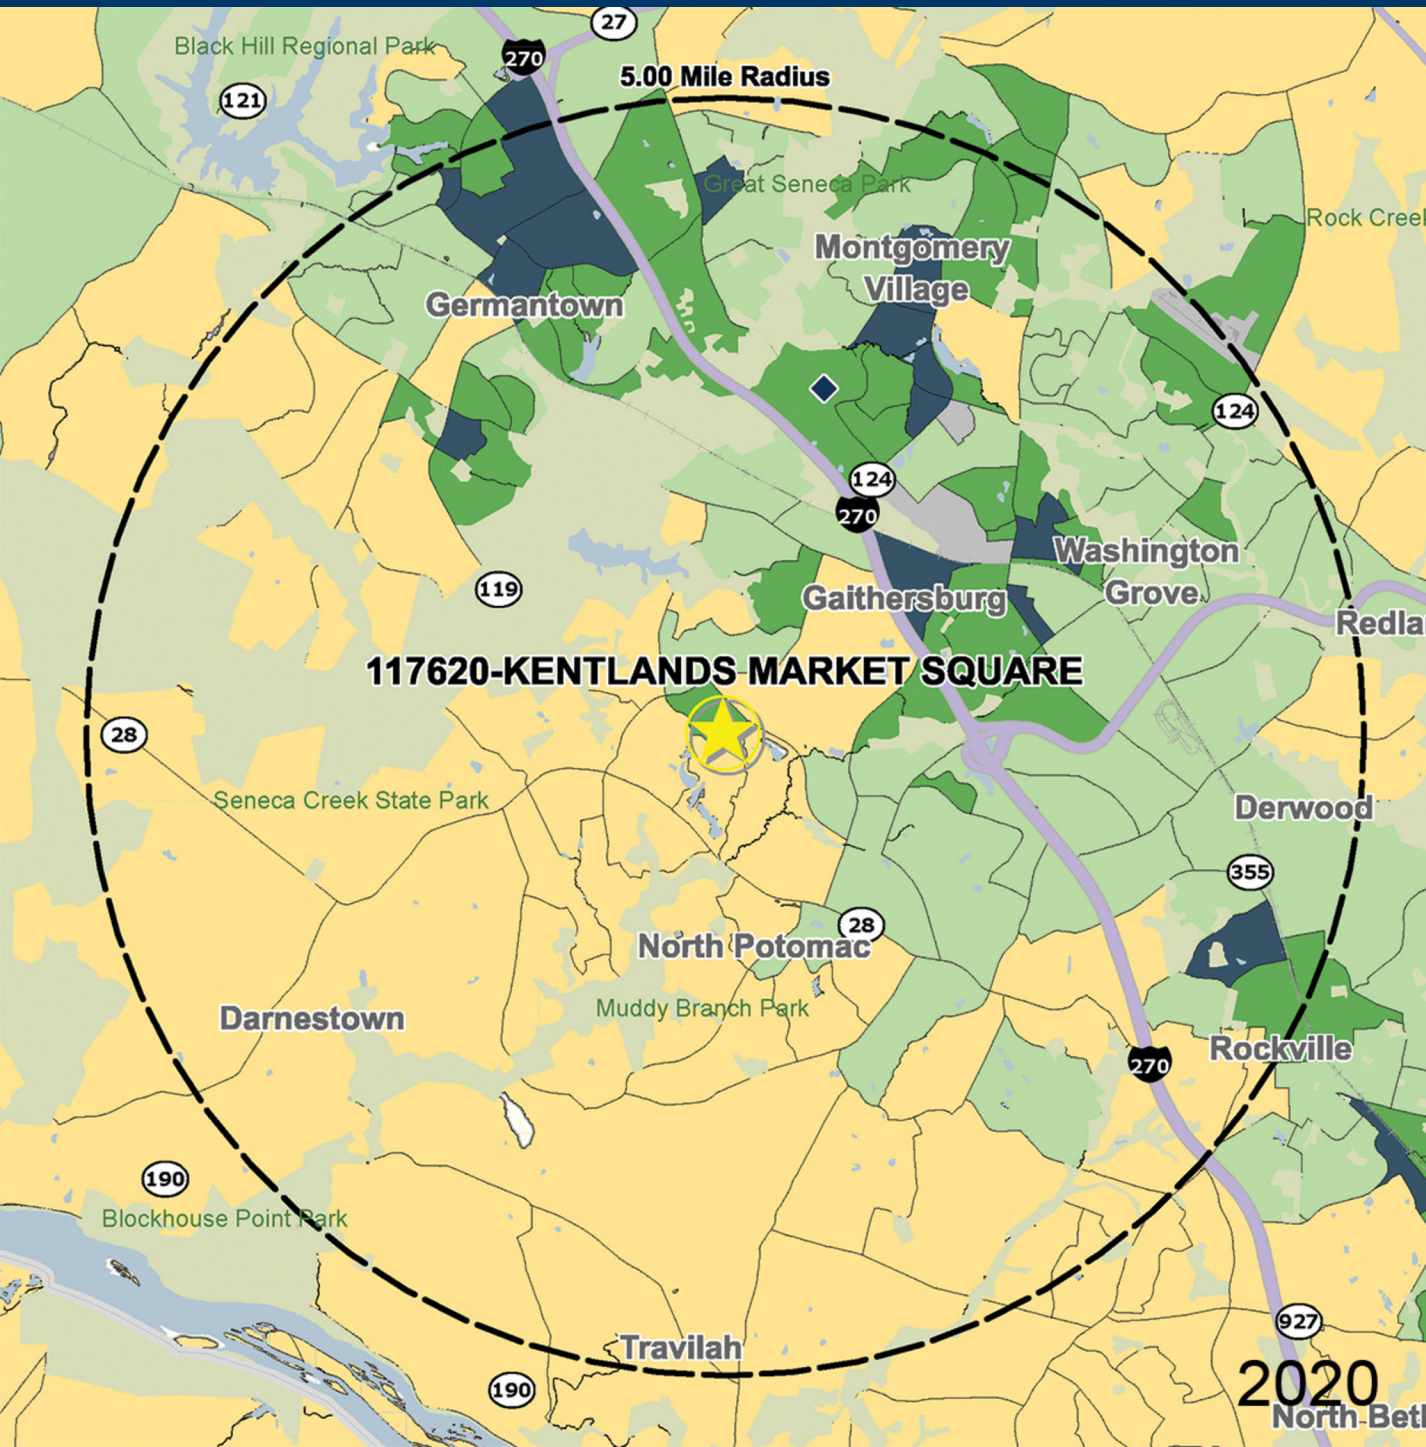 27
Black Hill Regional Park
270
5.00 Mile Radius
121
Great Seneca Park
Rock Creek
Montgomery
Village
Germantown
124
124
270
Washington
Grove
119
Gaithersburg
Redla
117620-KENTLANDS MARKET SQUARE
28
Seneca Creek State Park
Derwood
355
28
North Potomac
Muddy Branch Park
Darnestown
Rockville
270
190
Blockhouse Point Park
927
Travilah
2020
190
North Bet